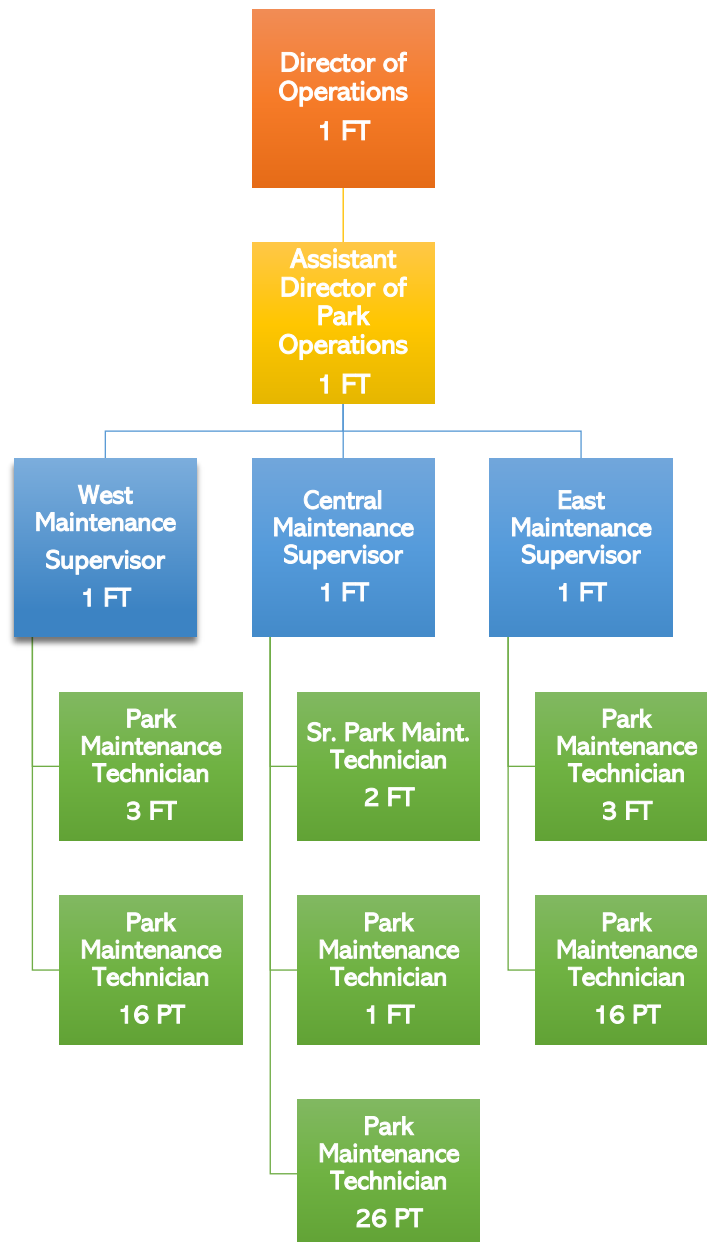 Director of
Operations
1 FT
Assistant
Director of
Park
Operations
1 FT
West
Maintenance
Supervisor
1 FT
Central
Maintenance
Supervisor
1 FT
East
Maintenance
Supervisor
1 FT
Park
Maintenance
Technician
3 FT
Sr. Park Maint.
Technician
2 FT
Park
Maintenance
Technician
3 FT
Park
Maintenance
Technician
16 PT
Park
Maintenance
Technician
1 FT
Park
Maintenance
Technician
16 PT
Park
Maintenance
Technician
26 PT